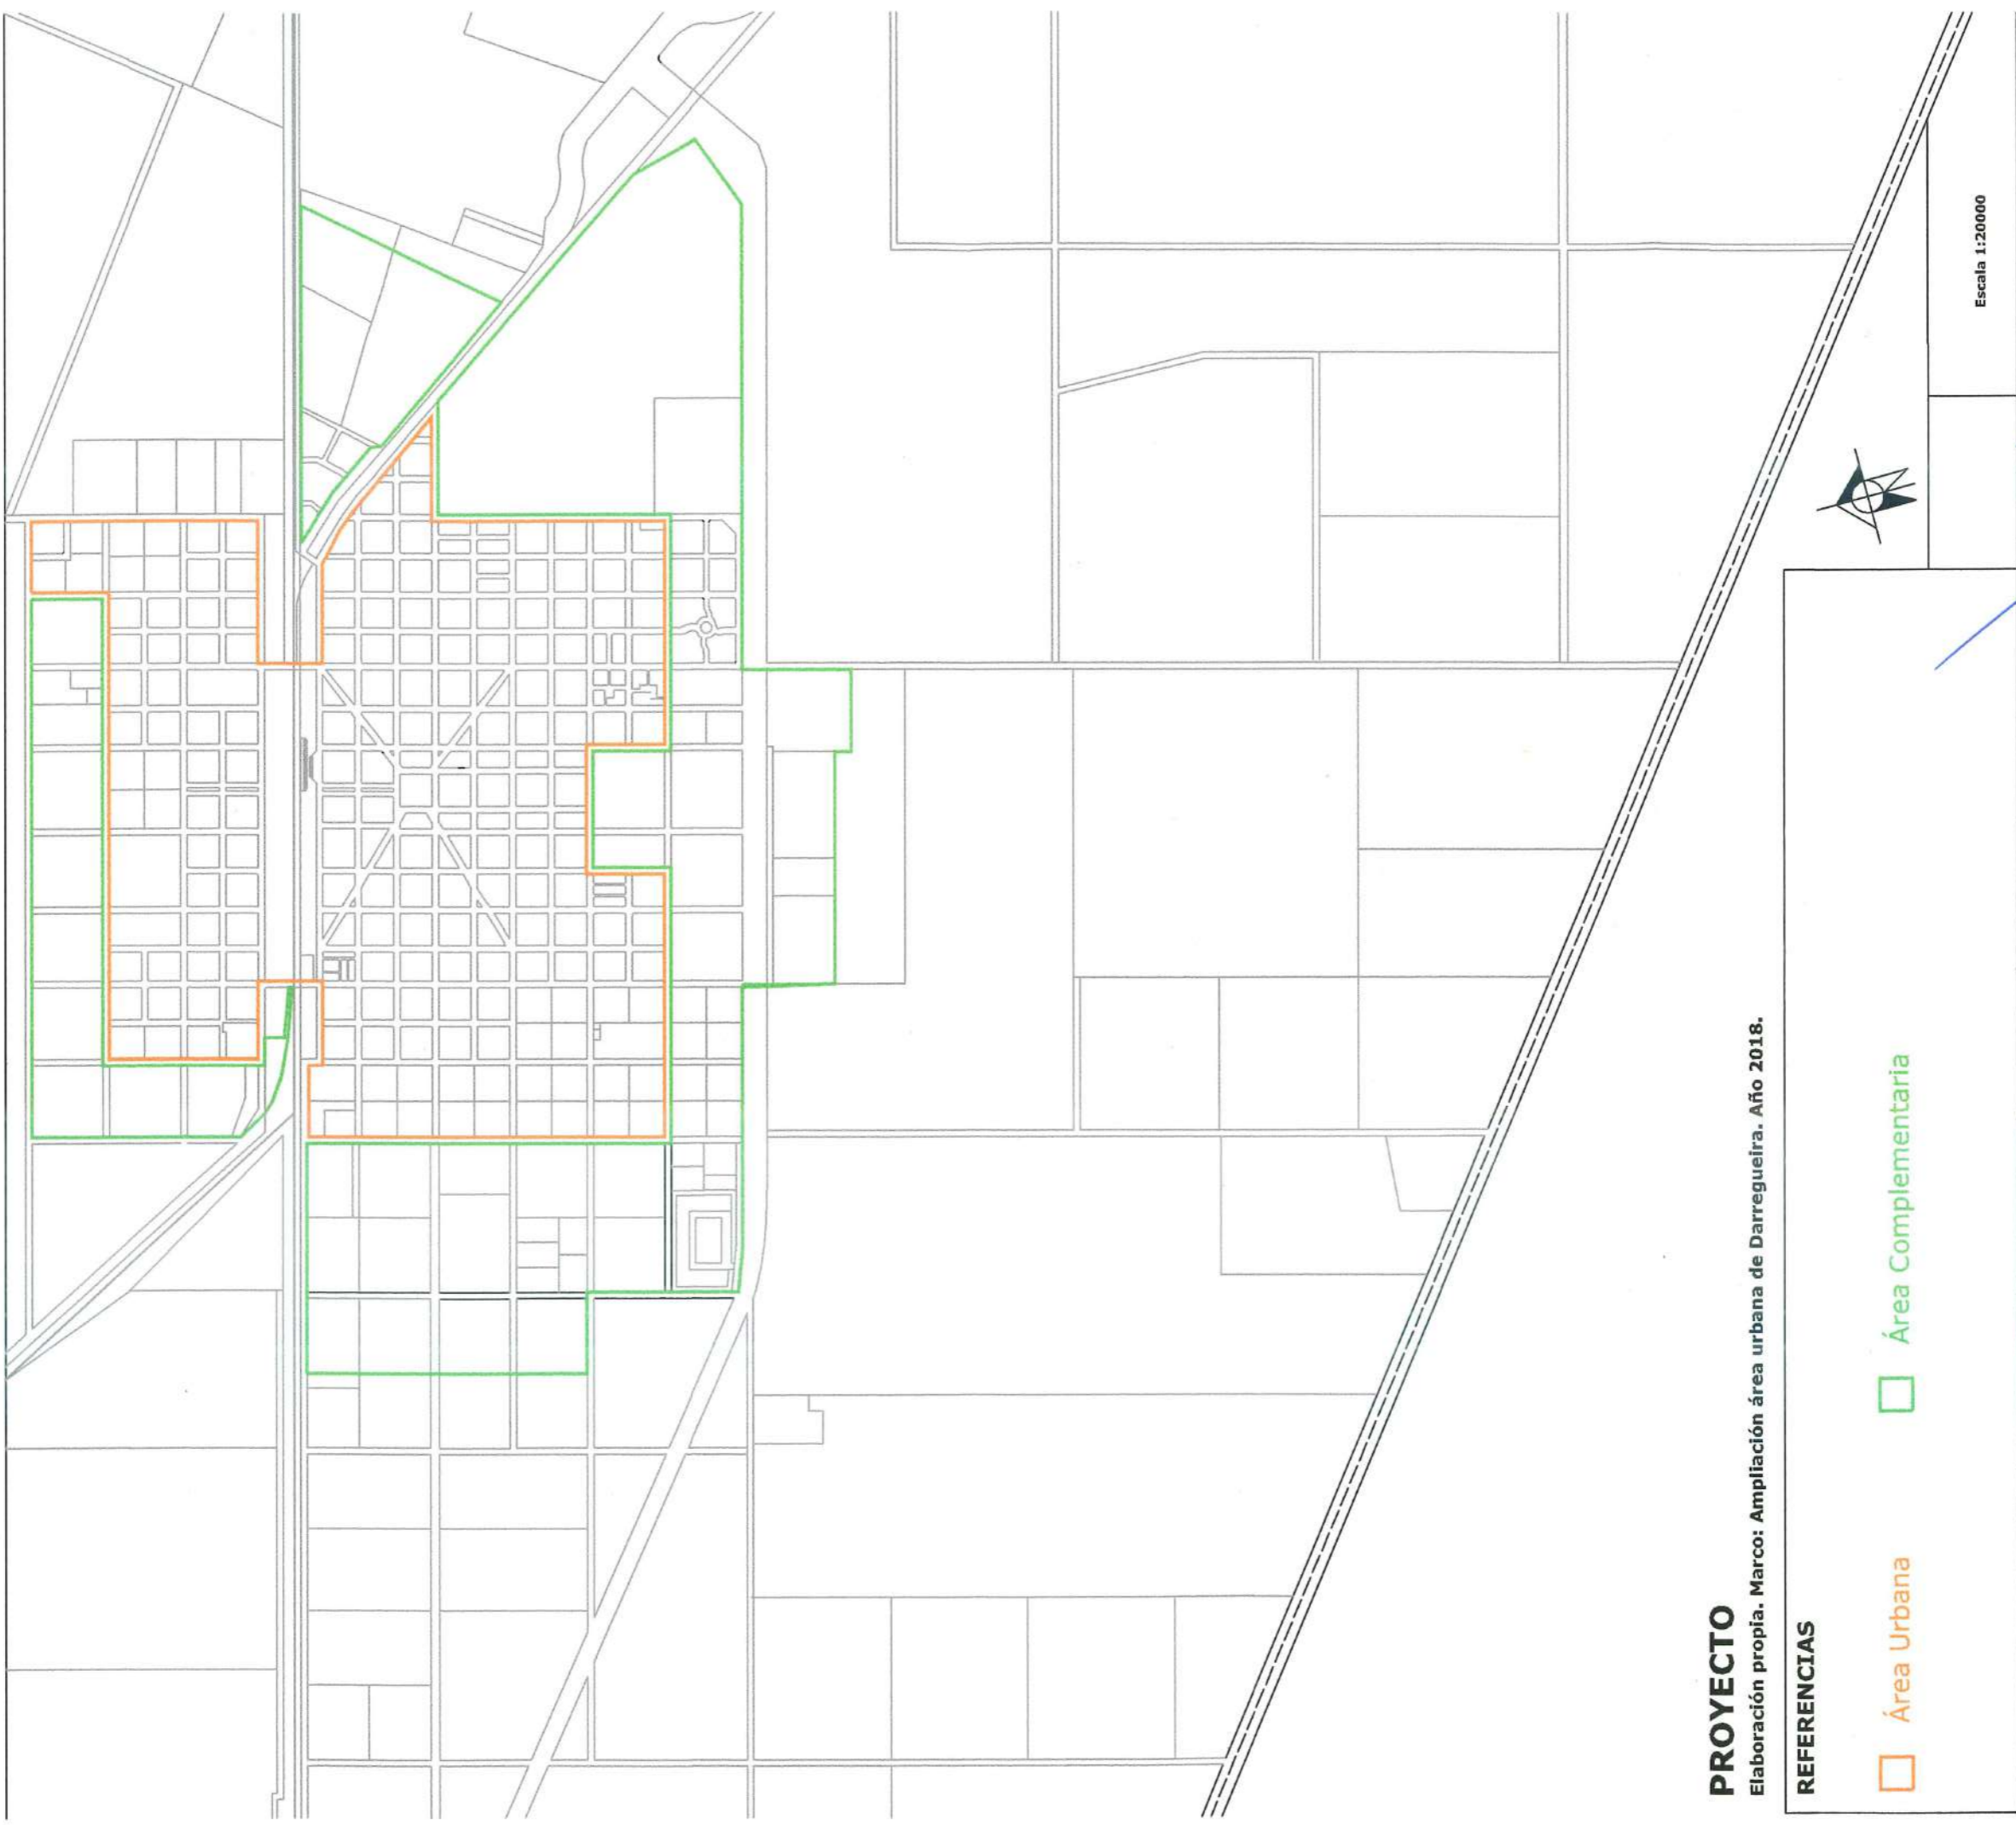 PROYECTO
Elaboración propia. Marco: Ampliación área urbana de Darregueira. Año 2018.
REFERENCIAS
Área Urbana
Área Complementaria
Escala 1:20000
N